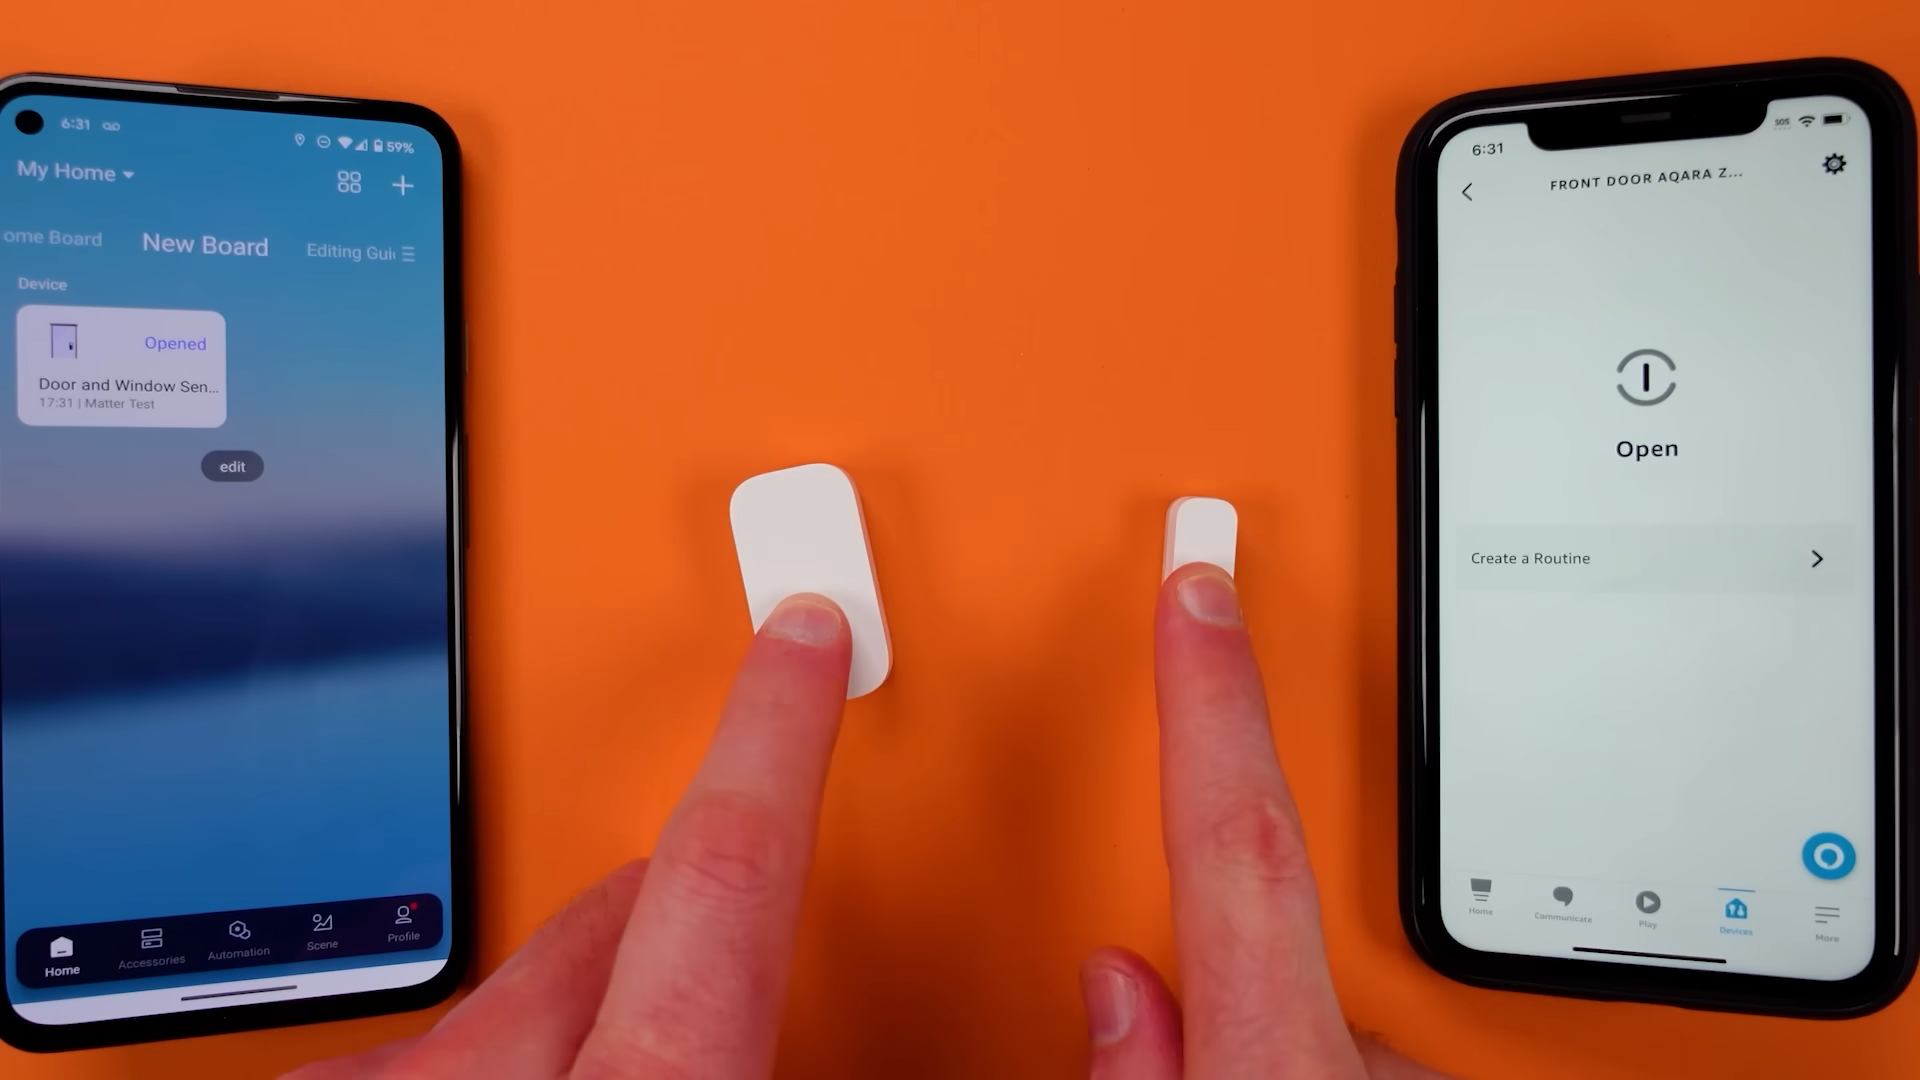 6:31
59%
My Home
ome Board
New Board
Editing Gui
Device
Opened
Door and Window Sen...
17:31 | Matter Test
edit
Home
Accessories
Automation
Scene
Profile
6:31
SOS
FRONT DOOR AQARA Z...
Open
Create a Routine
Home
Communicate
Play
Devices
More